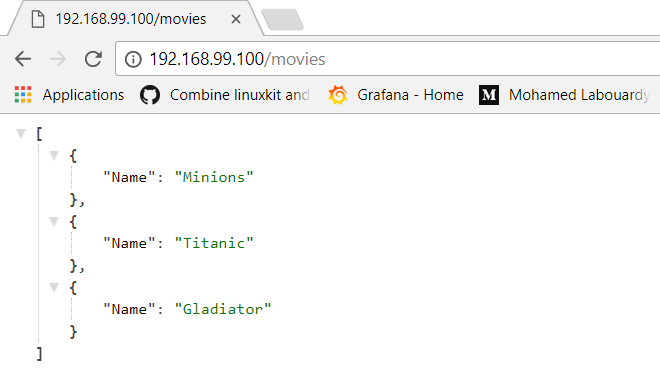 192.168.99.100/movies
192.168.99.100/movies
Applications Combine linuxkit and Grafana - Home M Mohamed Labouardy
[
{
"Name": "Minions"
},
{
"Name": "Titanic"
},
{
"Name": "Gladiator"
}
]